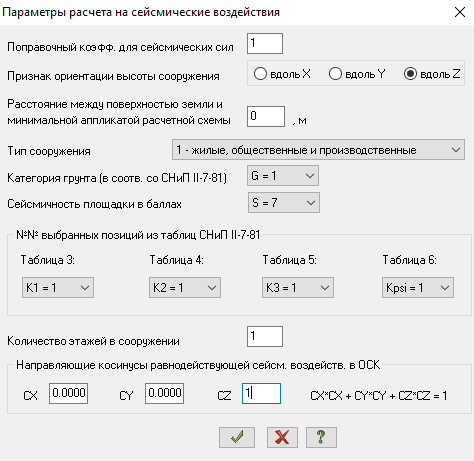 Параметры расчета на сейсмические воздействия
Поправочный коэфф. для сейсмических сил 1
Признак ориентации высоты сооружения вдоль X вдоль Y вдоль Z
Расстояние между поверхностью земли и
минимальной аппликатой расчетной схемы 0 , м
Тип сооружения 1 - жилые, общественные и производственные
Категория грунта (в соотв. со СНиП II-7-81) G = 1
Сейсмичность площадки в баллах S = 7
№№ выбранных позиций из таблиц СНиП II-7-81
Таблица 3: Таблица 4: Таблица 5: Таблица 6:
K1 = 1 K2 = 1 K3 = 1 Kpsi = 1
Количество этажей в сооружении 1
Направляющие косинусы равнодействующей сейсм. воздейств. в ОСК
CX 0.0000 CY 0.0000 CZ 1 CX*CX + CY*CY + CZ*CZ = 1
?